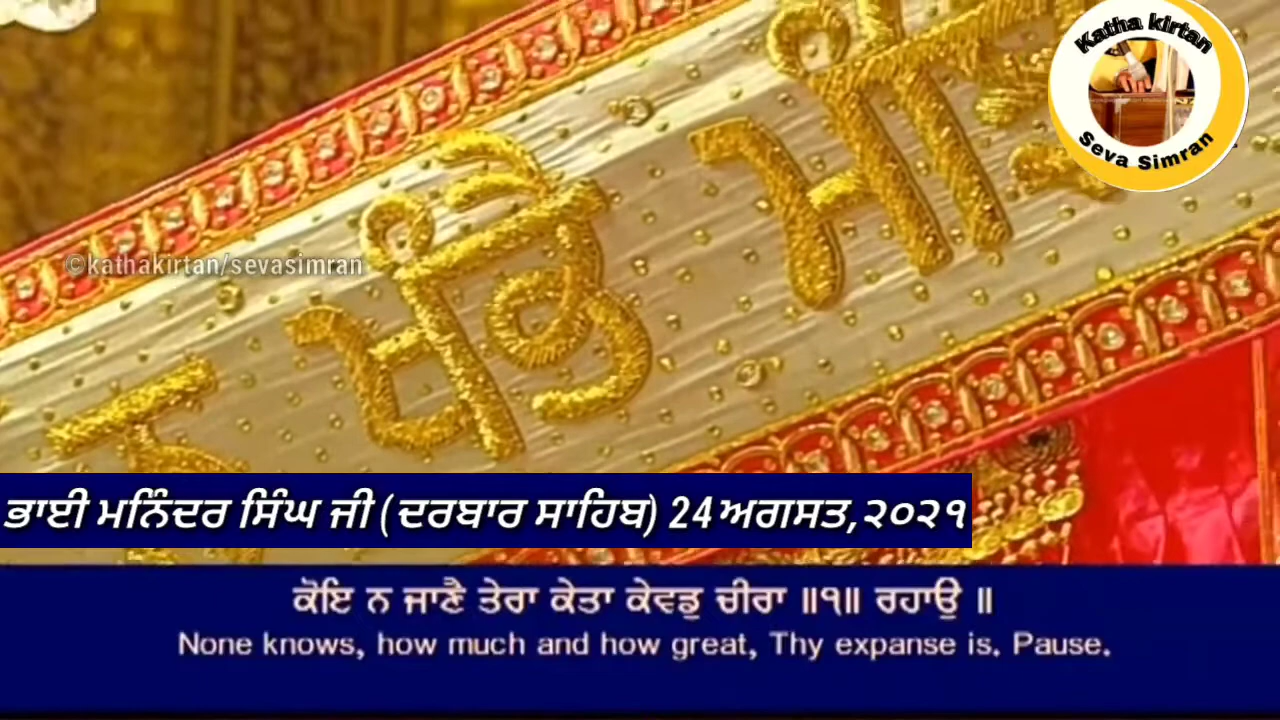 Katha kirtan
Seva Simran
©kathakirtan/sevasimran
ਭਾਈ ਮਨਿੰਦਰ ਸਿੰਘ ਜੀ (ਦਰਬਾਰ ਸਾਹਿਬ) 24 ਅਗਸਤ,੨੦੨੧
ਕੋਇ ਨ ਜਾਣੈ ਤੇਰਾ ਕੇਤਾ ਕੇਵਡੁ ਚੀਰਾ ॥੧॥ ਰਹਾਉ ॥
None knows, how much and how great, Thy expanse is. Pause.